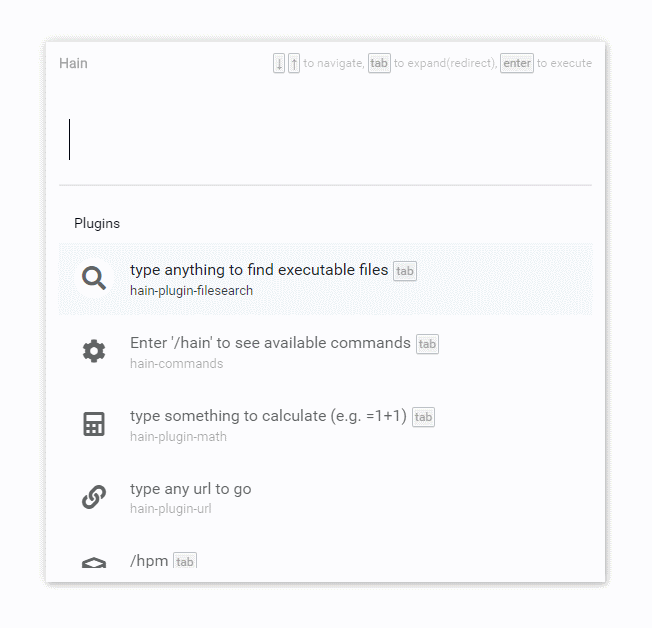 Hain
↓ ↑ to navigate, tab to expand(redirect), enter to execute
Plugins
type anything to find executable files tab
hain-plugin-filesearch
Enter '/hain' to see available commands tab
hain-commands
type something to calculate (e.g. =1+1) tab
hain-plugin-math
type any url to go
hain-plugin-url
/hpm tab